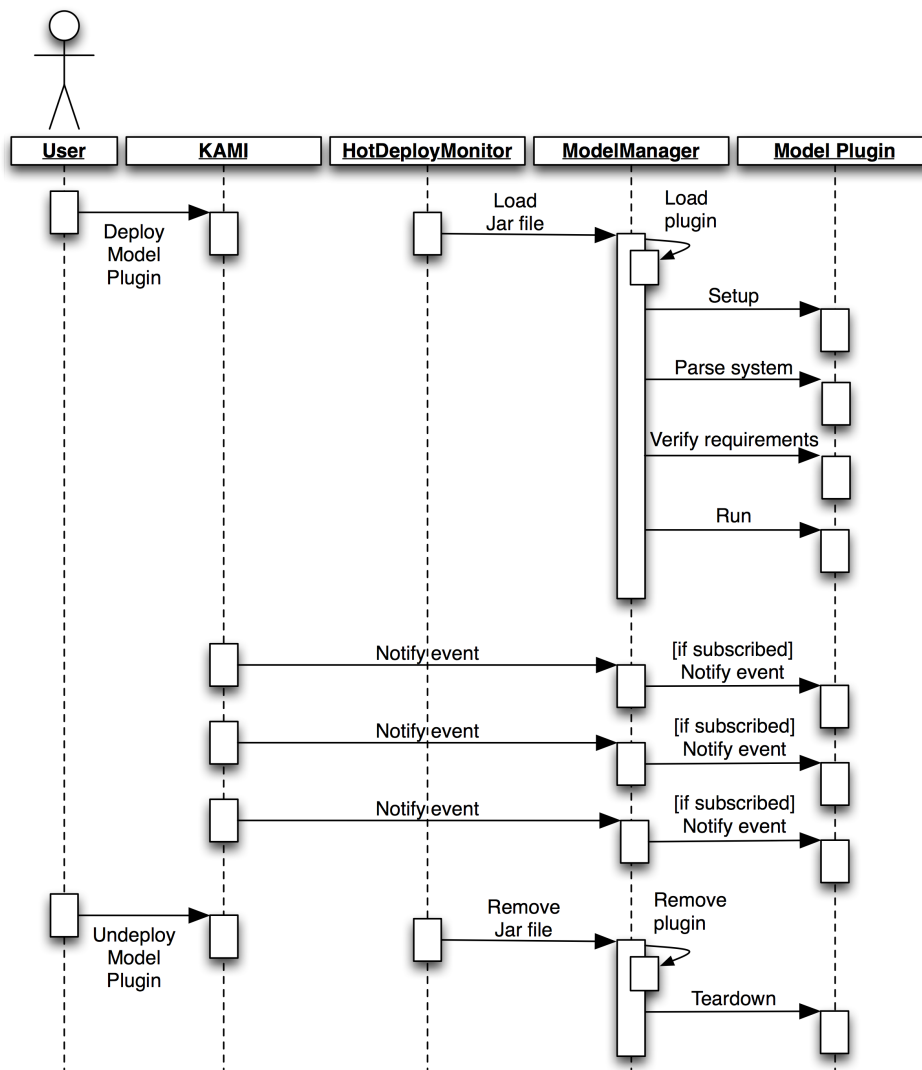 User
KAMI
HotDeployMonitor
ModelManager
Model Plugin
Deploy
Model
Plugin
Load
Jar file
Load
plugin
Setup
Parse system
Verify requirements
Run
Notify event
[if subscribed]
Notify event
Notify event
[if subscribed]
Notify event
Notify event
[if subscribed]
Notify event
Undeploy
Model
Plugin
Remove
Jar file
Remove
plugin
Teardown